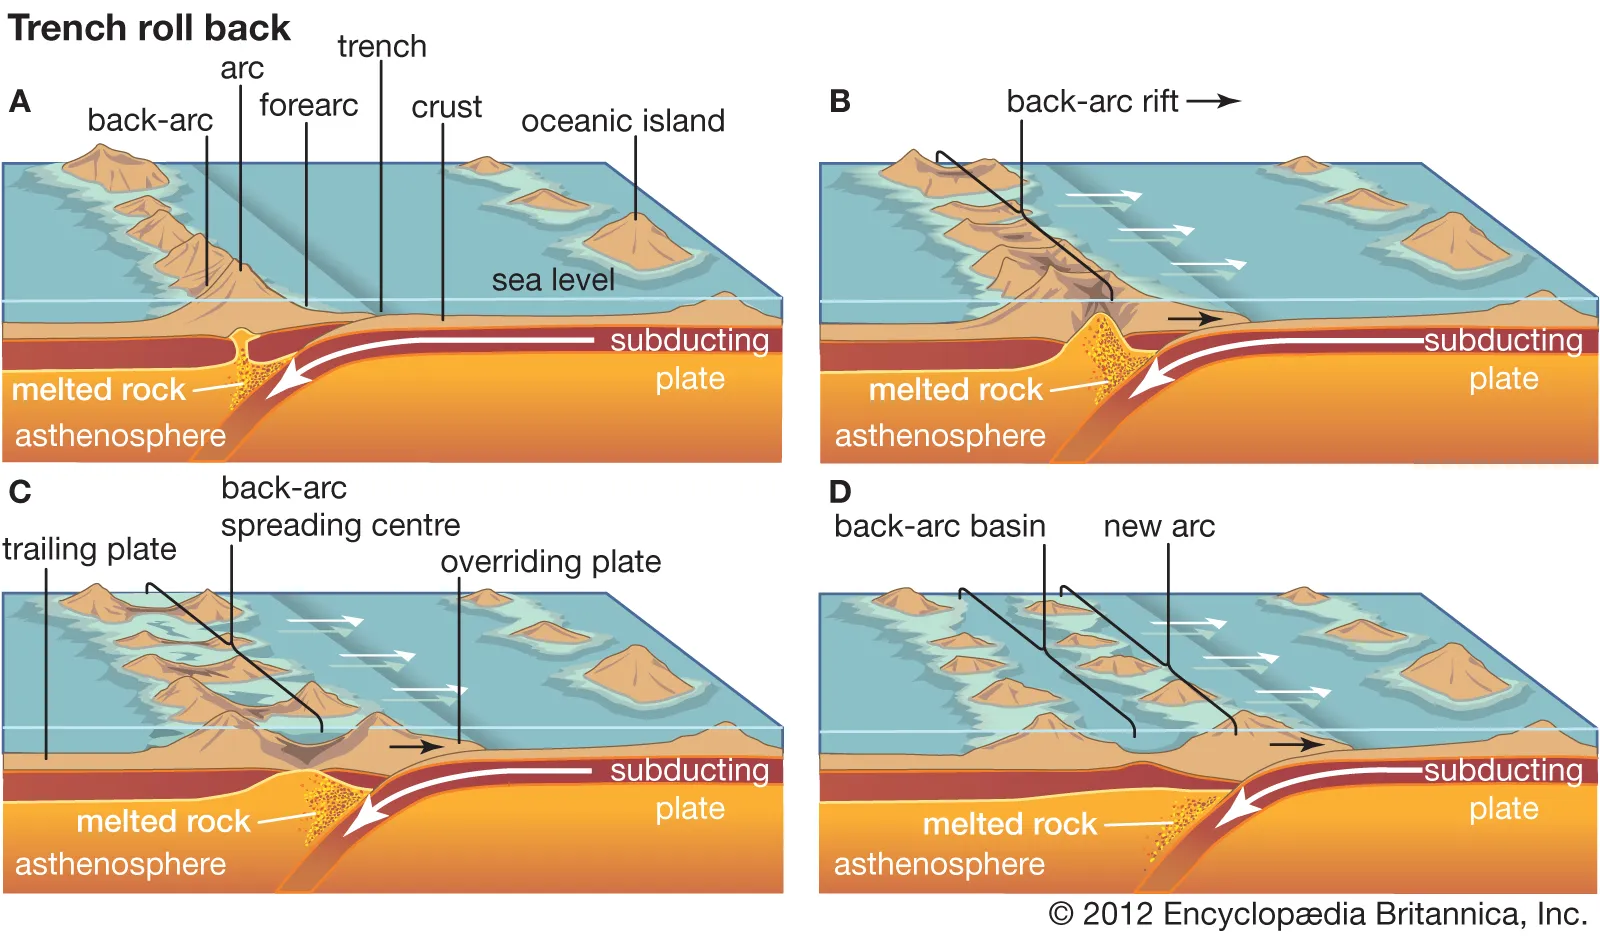 Trench roll back
A
back-arc
arc
forearc
trench
crust
oceanic island
sea level
subducting
plate
melted rock
asthenosphere
B
back-arc rift
subducting
plate
melted rock
asthenosphere
C
trailing plate
back-arc
spreading centre
overriding plate
subducting
plate
melted rock
asthenosphere
D
back-arc basin
new arc
subducting
plate
melted rock
asthenosphere
© 2012 Encyclopædia Britannica, Inc.